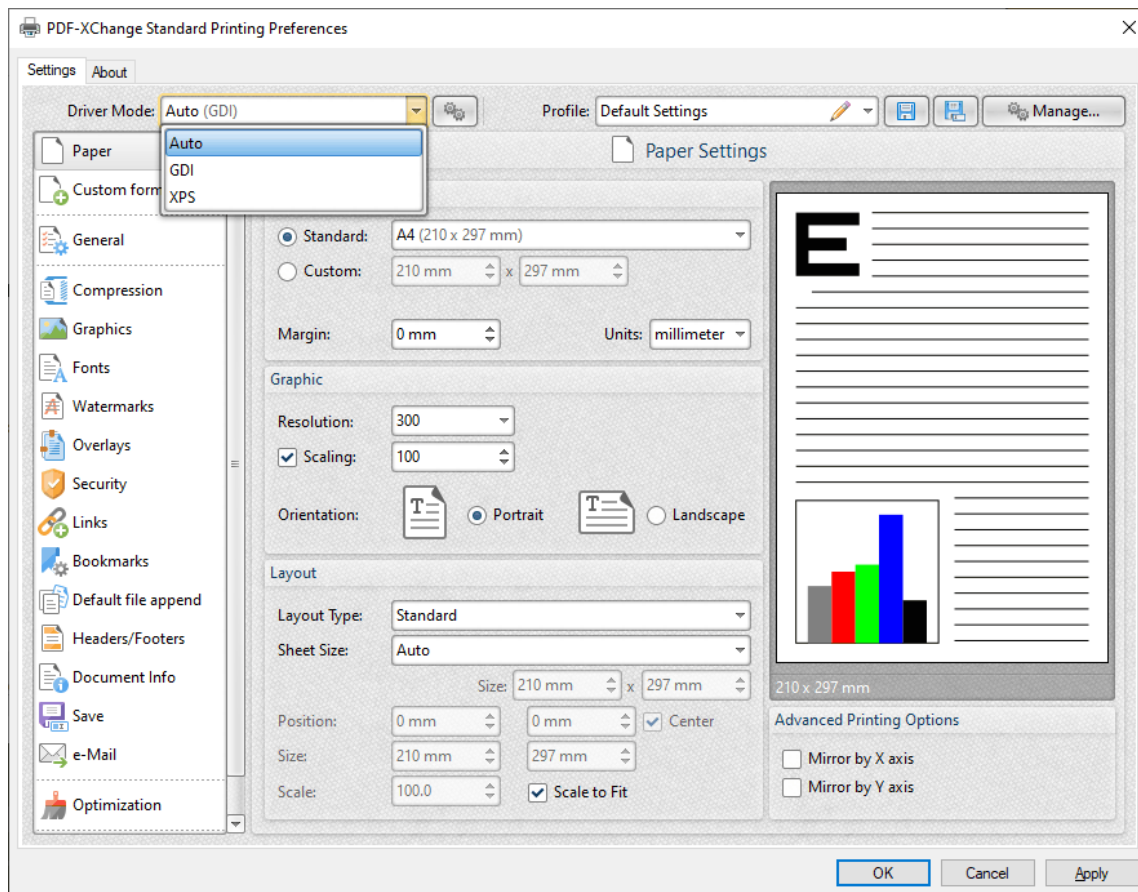 PDF-XChange Standard Printing Preferences
Settings About
Driver Mode: Auto (GDI) Profile: Default Settings Manage...
Auto
GDI
XPS
Paper
Custom form
General
Compression
Graphics
Fonts
Watermarks
Overlays
Security
Links
Bookmarks
Default file append
Headers/Footers
Document Info
Save
e-Mail
Optimization
Paper Settings
Standard: A4 (210 x 297 mm)
Custom: 210 mm x 297 mm
Margin: 0 mm Units: millimeter
Graphic
Resolution: 300
Scaling: 100
Orientation: T Portrait T Landscape
Layout
Layout Type: Standard
Sheet Size: Auto
Size: 210 mm x 297 mm
Position: 0 mm 0 mm Center
Size: 210 mm 297 mm
Scale: 100.0 Scale to Fit
E
210 x 297 mm
Advanced Printing Options
Mirror by X axis
Mirror by Y axis
OK Cancel Apply